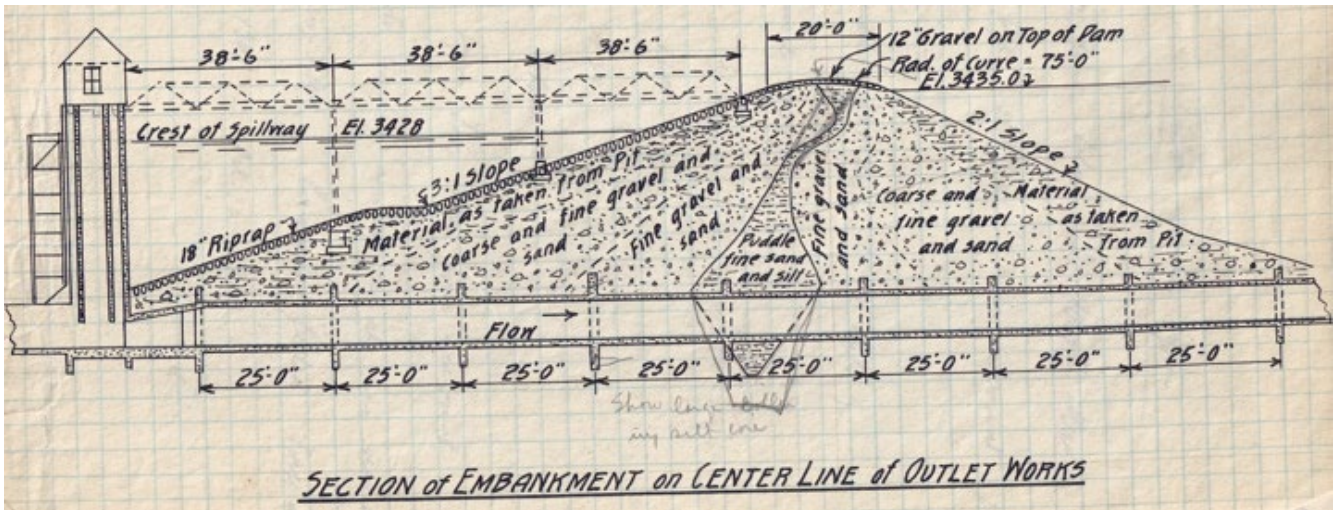 38'-6"
38'-6"
38'-6"
20'-0"
12" Gravel on Top of Dam
Rad. of Curve = 75'-0"
El. 3435.0
Crest of Spillway El. 3428
2:1 Slope
3:1 Slope
18" Riprap
Material as taken from Pit
Coarse and fine gravel and
sand
Fine gravel and
sand
Puddle
fine sand
and silt
Fine gravel
and sand
Coarse and
fine gravel
and sand
Material
as taken
from Pit
Flow
25'-0"
25'-0"
25'-0"
25'-0"
25'-0"
25'-0"
25'-0"
25'-0"
Show large
silt core
SECTION of EMBANKMENT on CENTER LINE of OUTLET WORKS